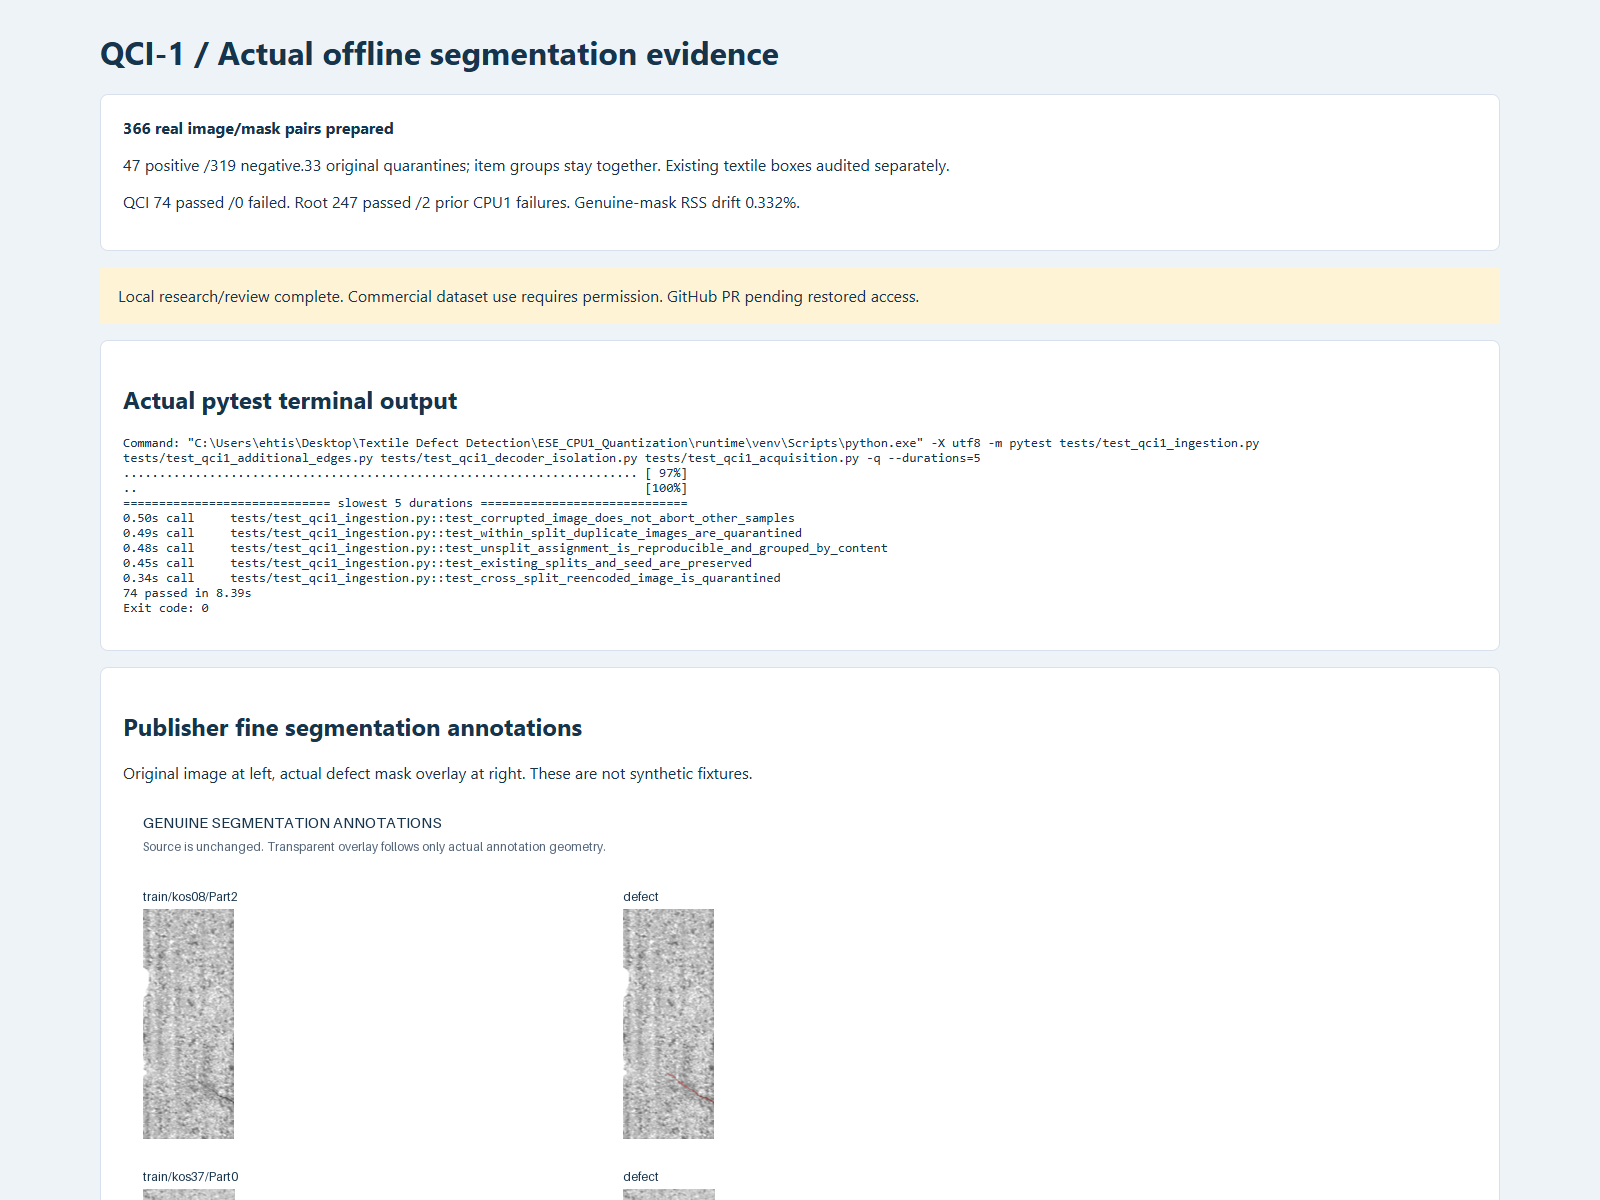 QCI-1 / Actual offline segmentation evidence
366 real image/mask pairs prepared
47 positive /319 negative.33 original quarantines; item groups stay together. Existing textile boxes audited separately.
QCI 74 passed /0 failed. Root 247 passed /2 prior CPU1 failures. Genuine-mask RSS drift 0.332%.
Local research/review complete. Commercial dataset use requires permission. GitHub PR pending restored access.
Actual pytest terminal output
Command: "C:\Users\ehtis\Desktop\Textile Defect Detection\ESE_CPU1_Quantization\runtime\venv\Scripts\python.exe" -X utf8 -m pytest tests/test_qci1_ingestion.py
tests/test_qci1_additional_edges.py tests/test_qci1_decoder_isolation.py tests/test_qci1_acquisition.py -q --durations=5
........................................................................ [ 97%]
..                                                                       [100%]
============================= slowest 5 durations =============================
0.50s call     tests/test_qci1_ingestion.py::test_corrupted_image_does_not_abort_other_samples
0.49s call     tests/test_qci1_ingestion.py::test_within_split_duplicate_images_are_quarantined
0.48s call     tests/test_qci1_ingestion.py::test_unsplit_assignment_is_reproducible_and_grouped_by_content
0.45s call     tests/test_qci1_ingestion.py::test_existing_splits_and_seed_are_preserved
0.34s call     tests/test_qci1_ingestion.py::test_cross_split_reencoded_image_is_quarantined
74 passed in 8.39s
Exit code: 0
Publisher fine segmentation annotations
Original image at left, actual defect mask overlay at right. These are not synthetic fixtures.
GENUINE SEGMENTATION ANNOTATIONS
Source is unchanged. Transparent overlay follows only actual annotation geometry.
train/kos08/Part2
defect
train/kos37/Part0
defect